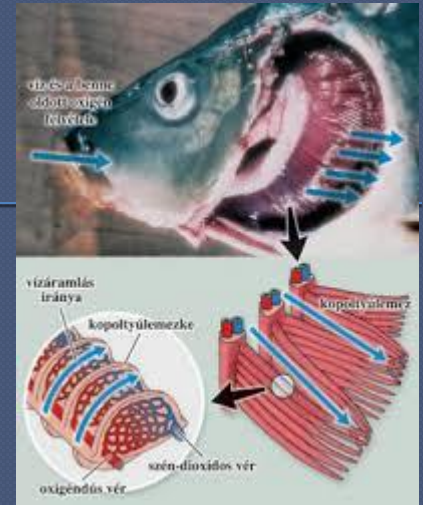 víz és a benne
oldott oxigén
felvétele
vízáramlás
iránya
kopoltyúlemezke
kopoltyúlemez
szén-dioxidos vér
oxigéndús vér